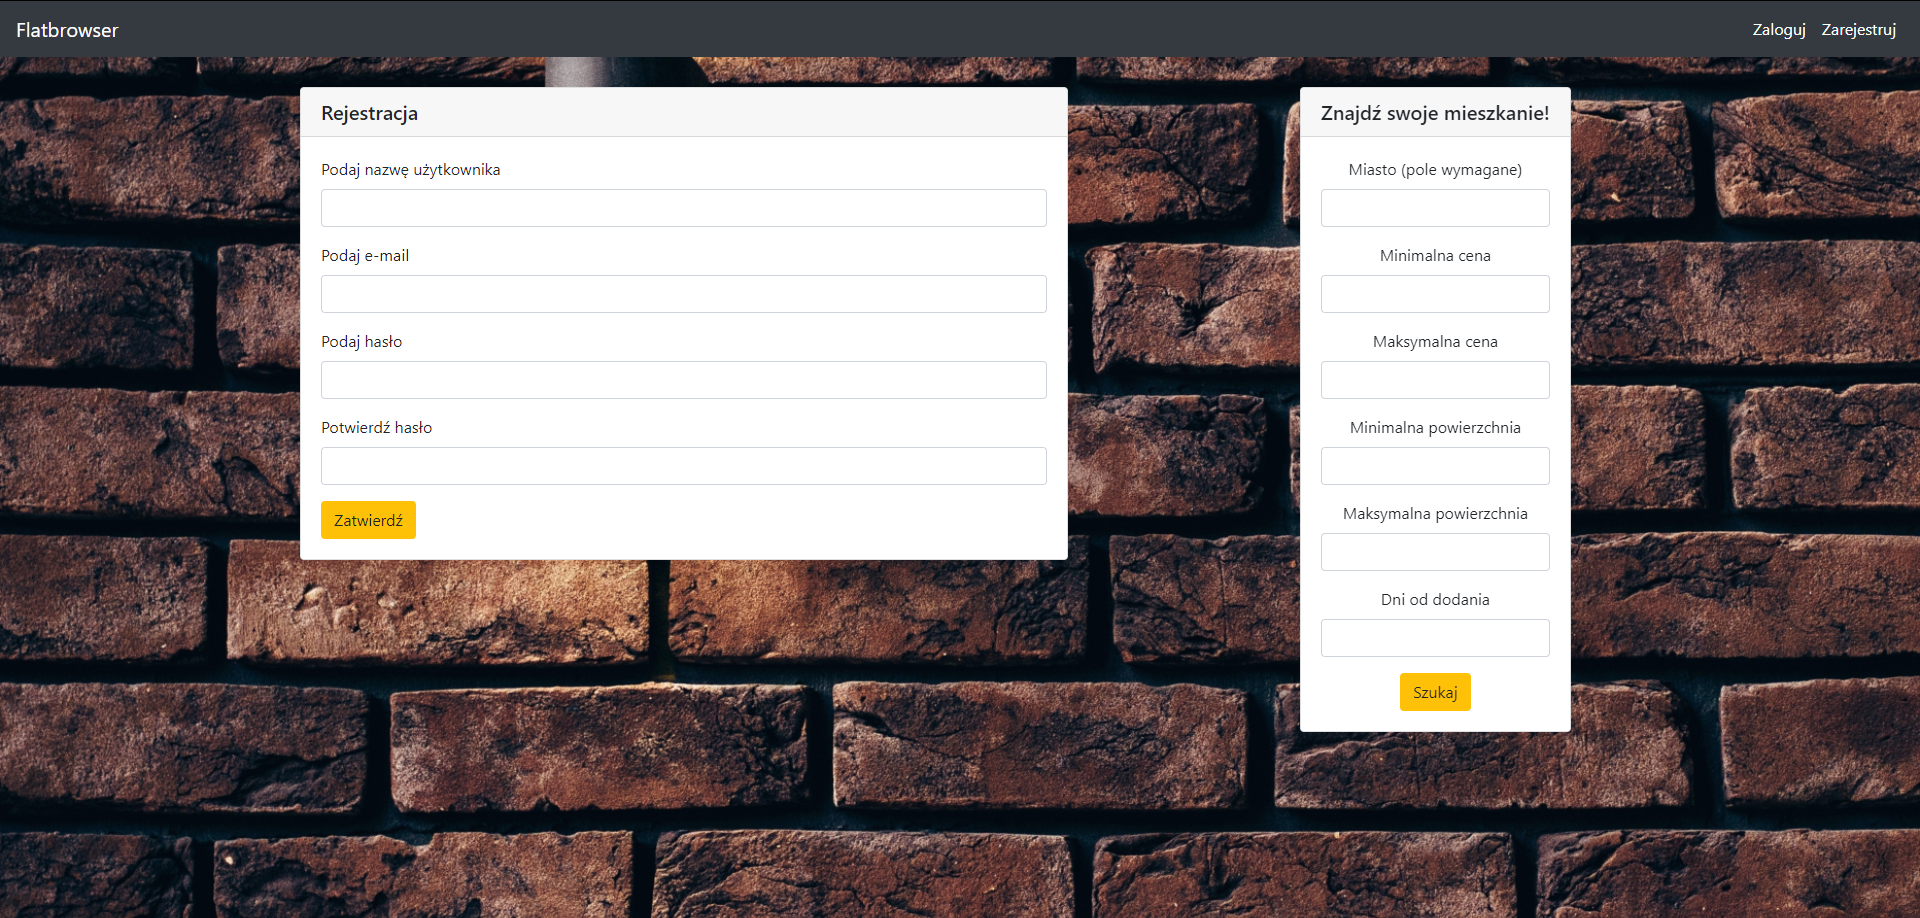 Flatbrowser
Zaloguj Zarejestruj
Rejestracja
Podaj nazwę użytkownika
Podaj e-mail
Podaj hasło
Potwierdź hasło
Zatwierdź
Znajdź swoje mieszkanie!
Miasto (pole wymagane)
Minimalna cena
Maksymalna cena
Minimalna powierzchnia
Maksymalna powierzchnia
Dni od dodania
Szukaj